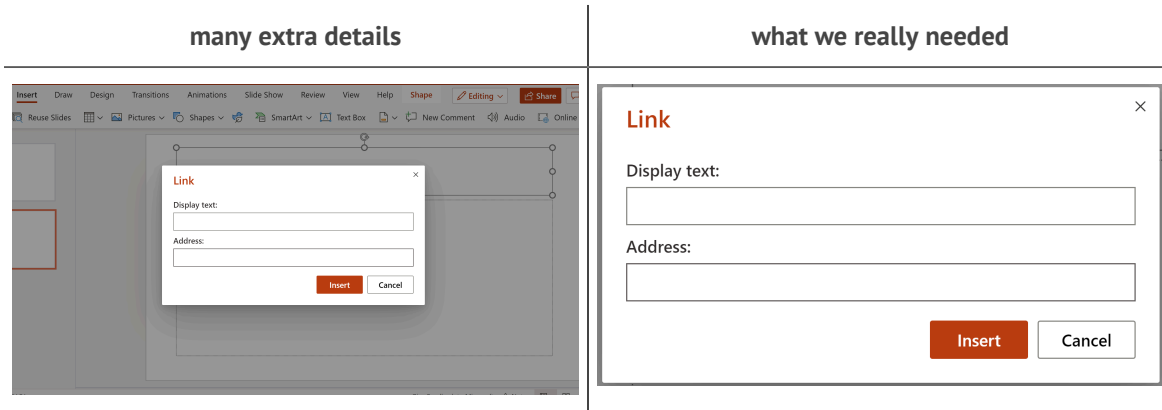 many extra details
what we really needed
Insert Draw Design Transitions Animations Slide Show Review View Help Shape Editing Share
Reuse Slides Pictures Shapes SmartArt Text Box New Comment Audio Online
Link
Display text:
Address:
Insert Cancel
Link
Display text:
Address:
Insert Cancel